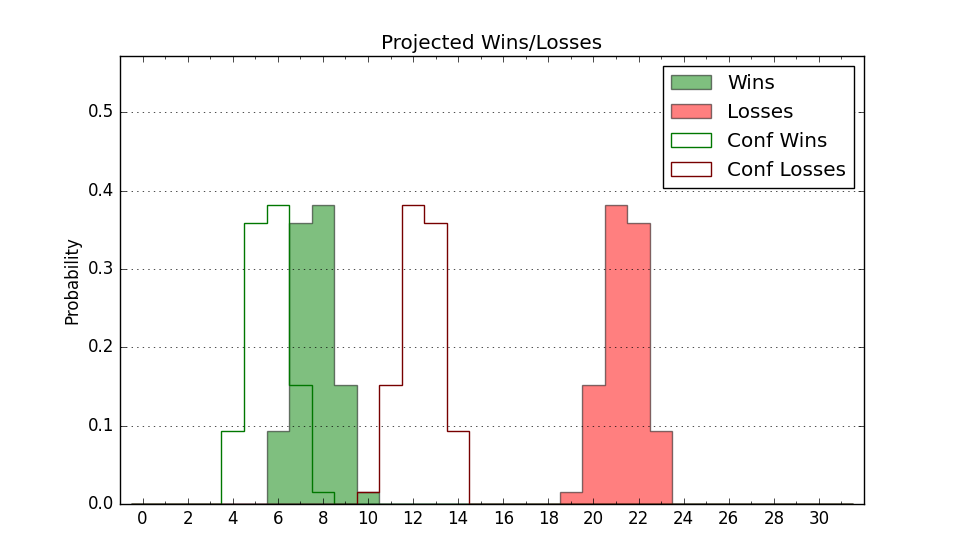 Projected Wins/Losses
Wins
Losses
Conf Wins
Conf Losses
Probability
0.5
0.4
0.3
0.2
0.1
0.0
0 2 4 6 8 10 12 14 16 18 20 22 24 26 28 30